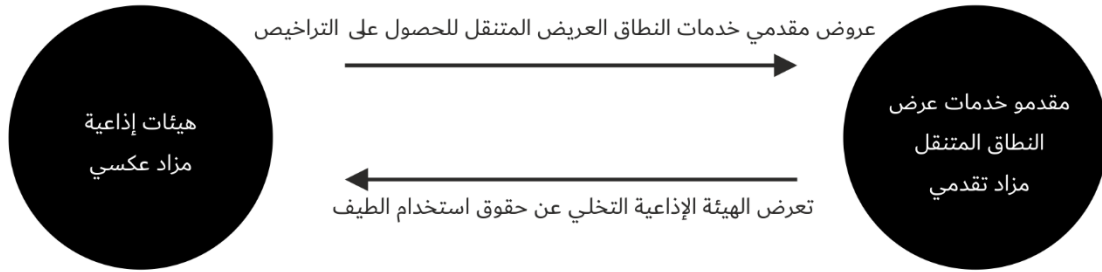 عروض مقدمي خدمات النطاق العريض المتنقل للحصول على التراخيص
مقدمو خدمات عرض
النطاق المتنقل
مزاد تقدمي
هيئات إذاعية
مزاد عكسي
تعرض الهيئة الإذاعية التخلي عن حقوق استخدام الطيف